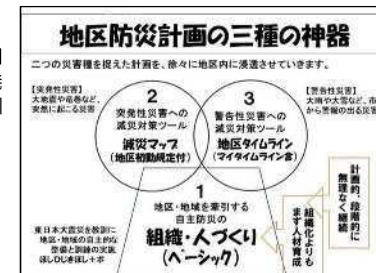 地区防災計画の三種の神器
二つの災害種を捉えた計画を、徐々に地区内に浸透させていきます。
【突発性災害】
大地震や竜巻など、
突然に起こる災害
2
突発性災害への
減災対策ツール
減災マップ
(地区初動規定付)
3
警告性災害への
減災対策ツール
地区タイムライン
(マイタイムライン含)
【警告性災害】
大雨や大雪など、市
から警報の出る災害
1
地区・地域を牽引する
自主防災の
組織・人づくり
(ベーシック)
東日本大震災を教訓に
地区・地域の自主的な
組織化よりも
まず人材育成
計画的、段階的に
無理なく継続